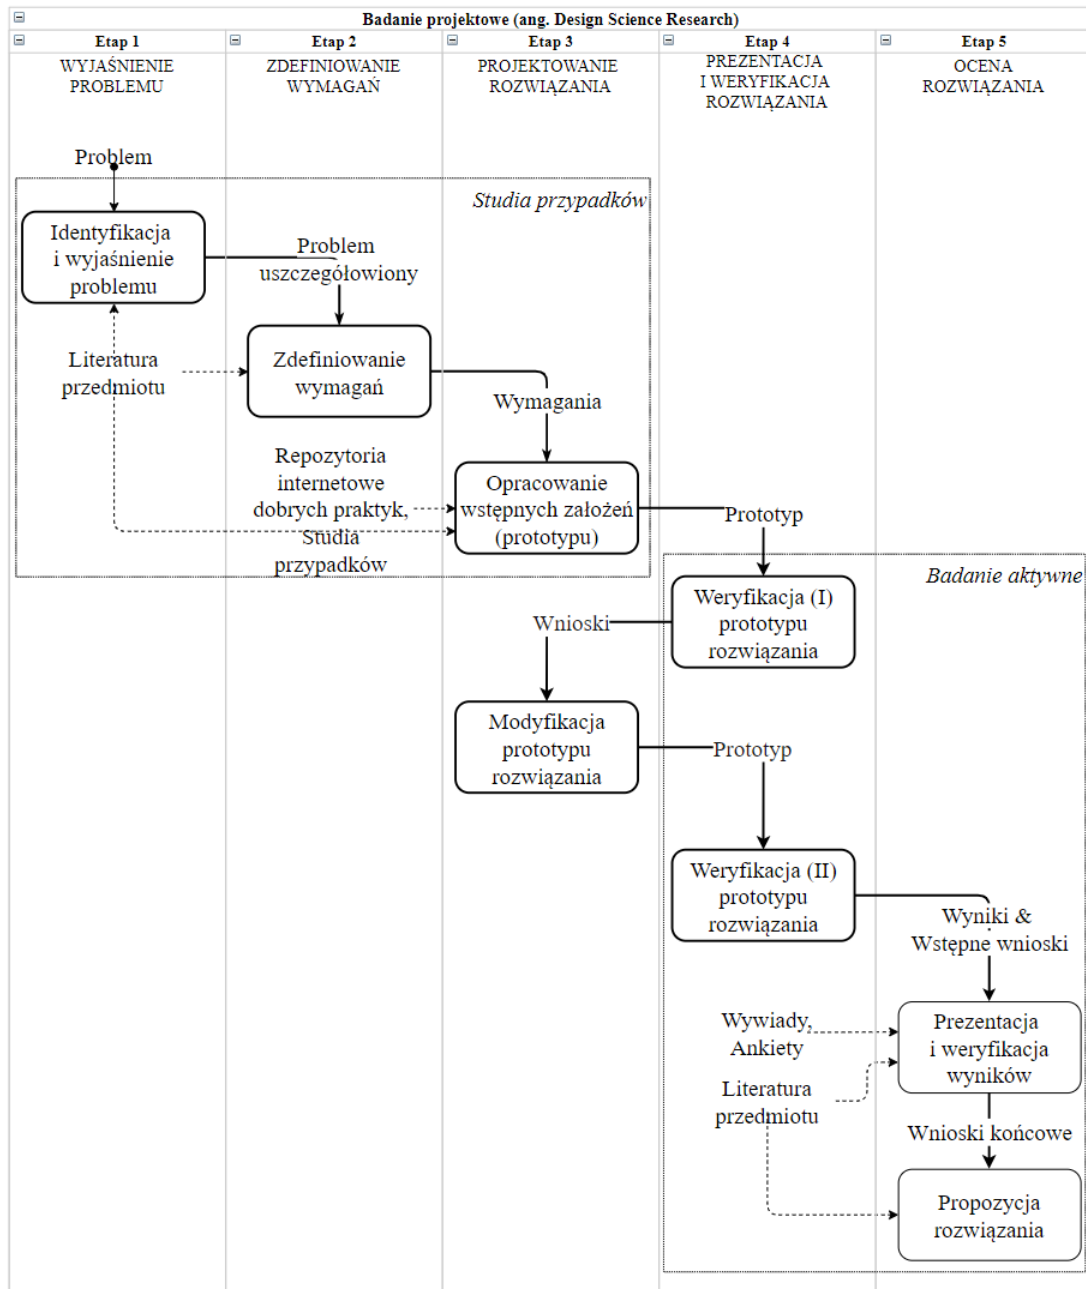 Badanie projektowe (ang. Design Science Research)
Etap 1
Etap 2
Etap 3
Etap 4
Etap 5
WYJAŚNIENIE
PROBLEMU
ZDEFINIOWANIE
WYMAGAŃ
PROJEKTOWANIE
ROZWIĄZANIA
PREZENTACJA
I WERYFIKACJA
ROZWIĄZANIA
OCENA
ROZWIĄZANIA
Problem
Studia przypadków
Identyfikacja
i wyjaśnienie
problemu
Problem
uszczegółowiony
Literatura
przedmiotu
Zdefiniowanie
wymagań
Wymagania
Repozytoria
internetowe
dobrych praktyk,
Studia
przypadków
Opracowanie
wstępnych założeń
(prototypu)
Prototyp
Badanie aktywne
Weryfikacja (I)
prototypu
rozwiązania
Wnioski
Modyfikacja
prototypu
rozwiązania
Prototyp
Weryfikacja (II)
prototypu
rozwiązania
Wyniki &
Wstępne wnioski
Wywiady,
Ankiety
Prezentacja
i weryfikacja
wyników
Literatura
przedmiotu
Wnioski końcowe
Propozycja
rozwiązania